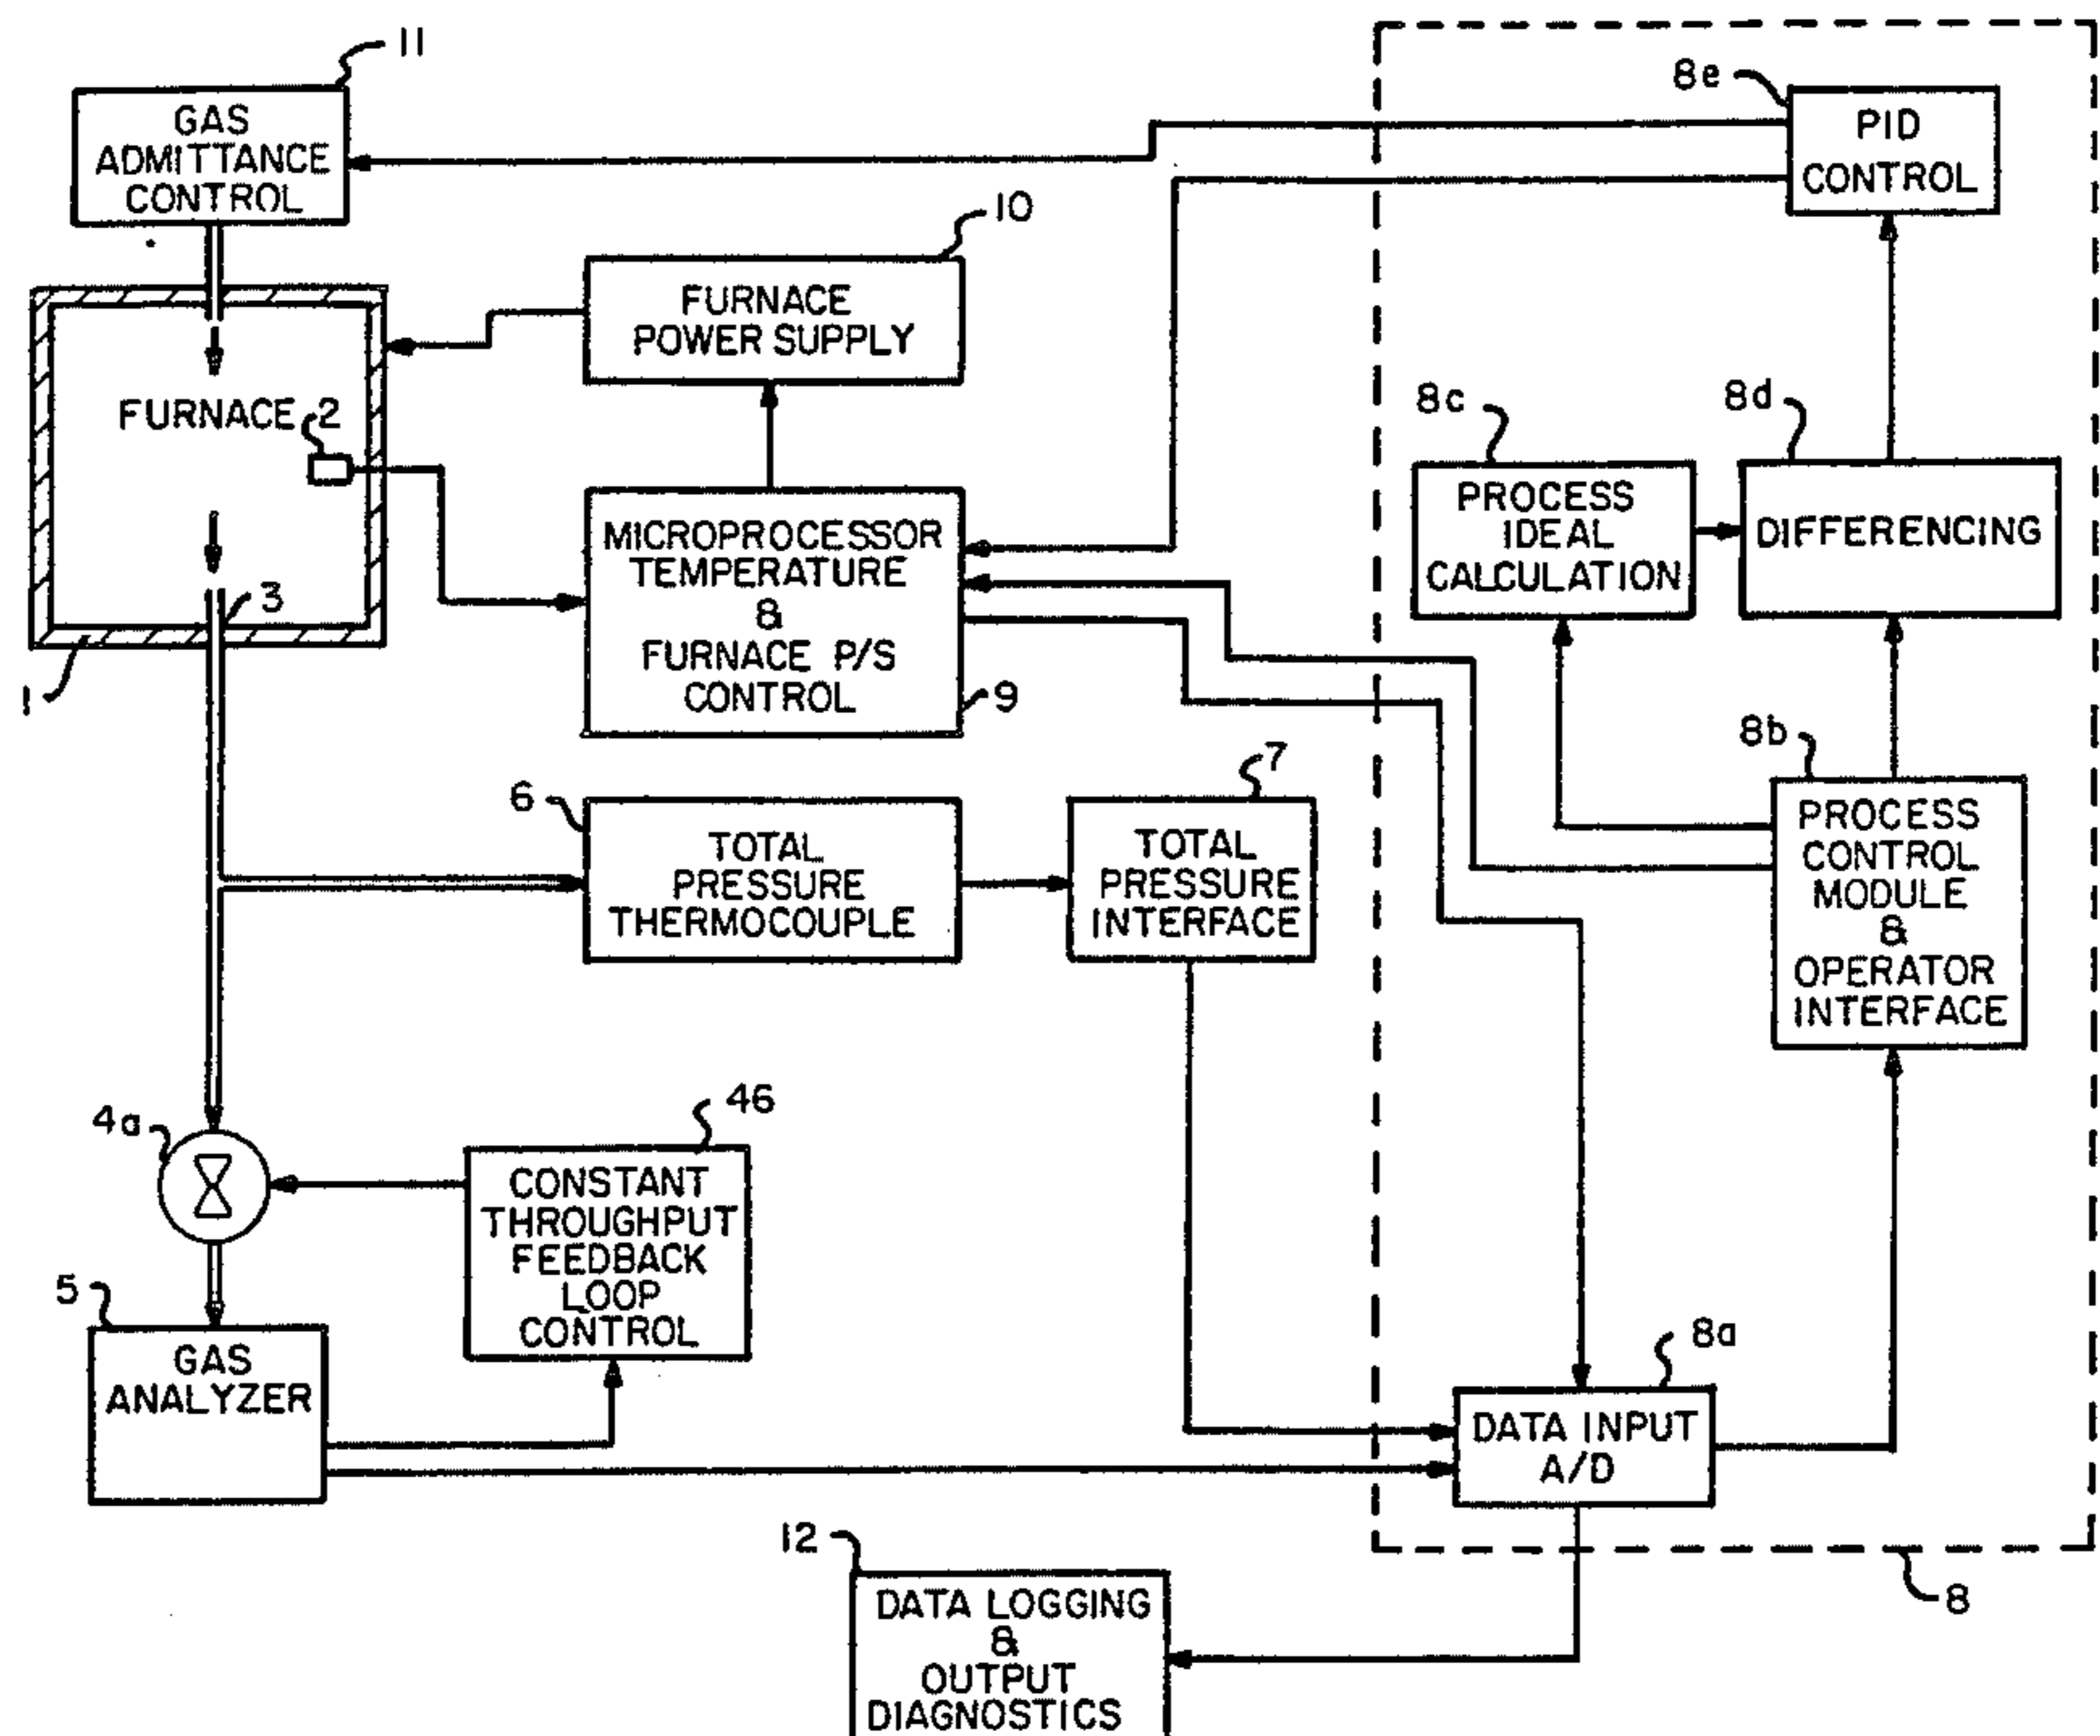 11
8e
GAS
ADMITTANCE
CONTROL
PID
CONTROL
10
FURNACE
POWER SUPPLY
FURNACE
2
8c
8d
PROCESS
IDEAL
CALCULATION
DIFFERENCING
MICROPROCESSOR
TEMPERATURE
&
FURNACE P/S
CONTROL
3
1
9
8b
6
7
TOTAL
PRESSURE
THERMOCOUPLE
TOTAL
PRESSURE
INTERFACE
PROCESS
CONTROL
MODULE
&
OPERATOR
INTERFACE
4a
46
CONSTANT
THROUGHPUT
FEEDBACK
LOOP
CONTROL
5
GAS
ANALYZER
8a
DATA INPUT
A/D
12
8
DATA LOGGING
&
OUTPUT
DIAGNOSTICS